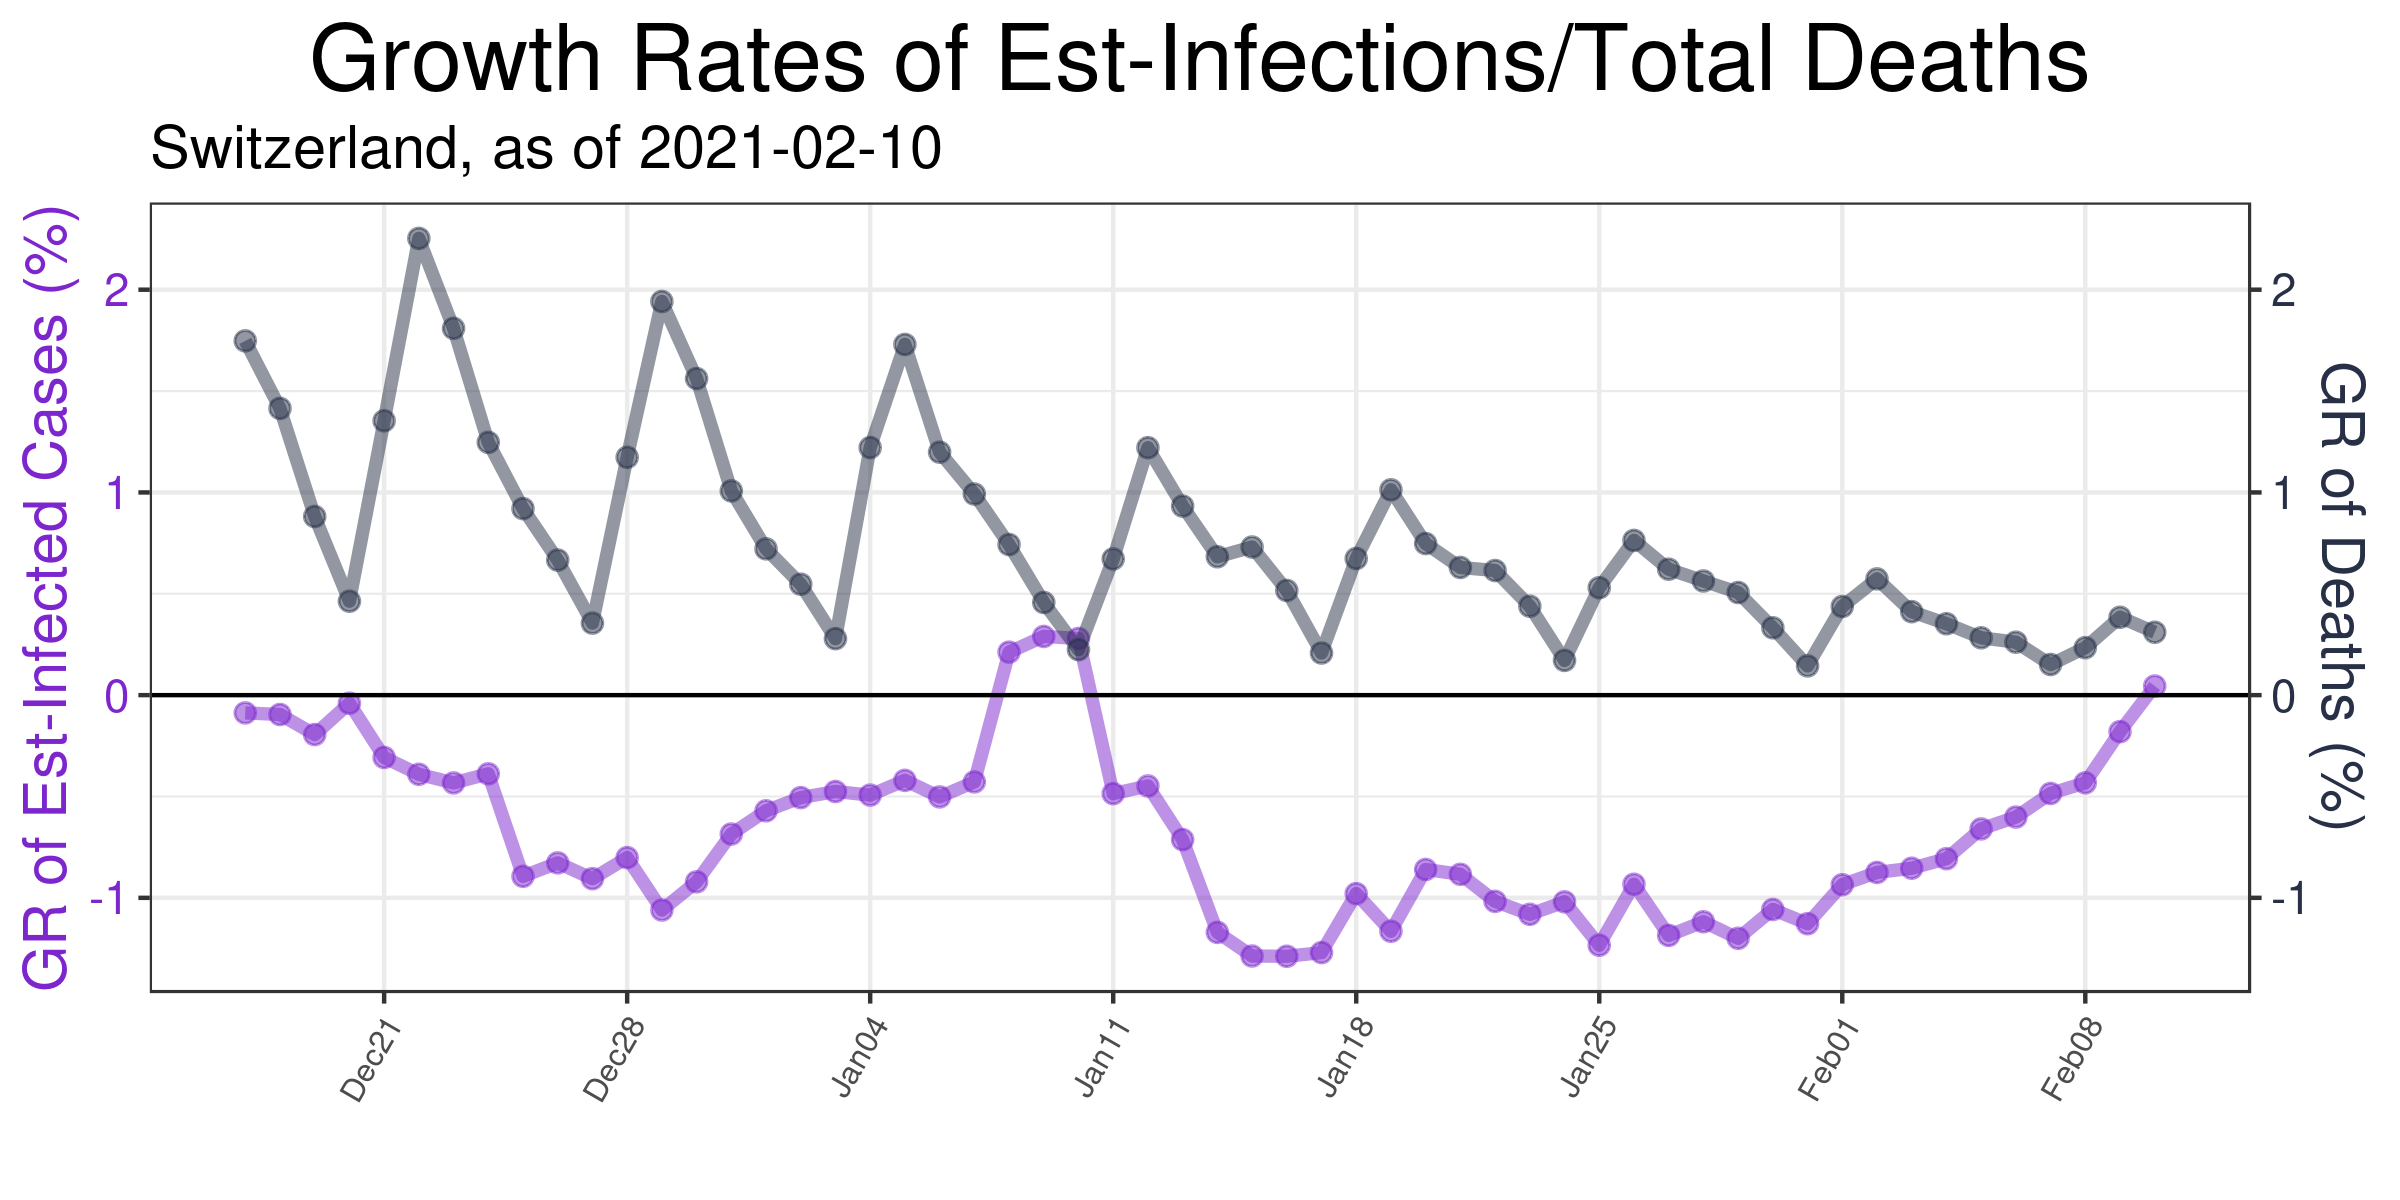 Growth Rates of Est-Infections/Total Deaths
Switzerland, as of 2021-02-10
GR of Est-Infected Cases (%)
2
1
0
-1
2
1
0
-1
GR of Deaths (%)
Dec21
Dec28
Jan04
Jan11
Jan18
Jan25
Feb01
Feb08